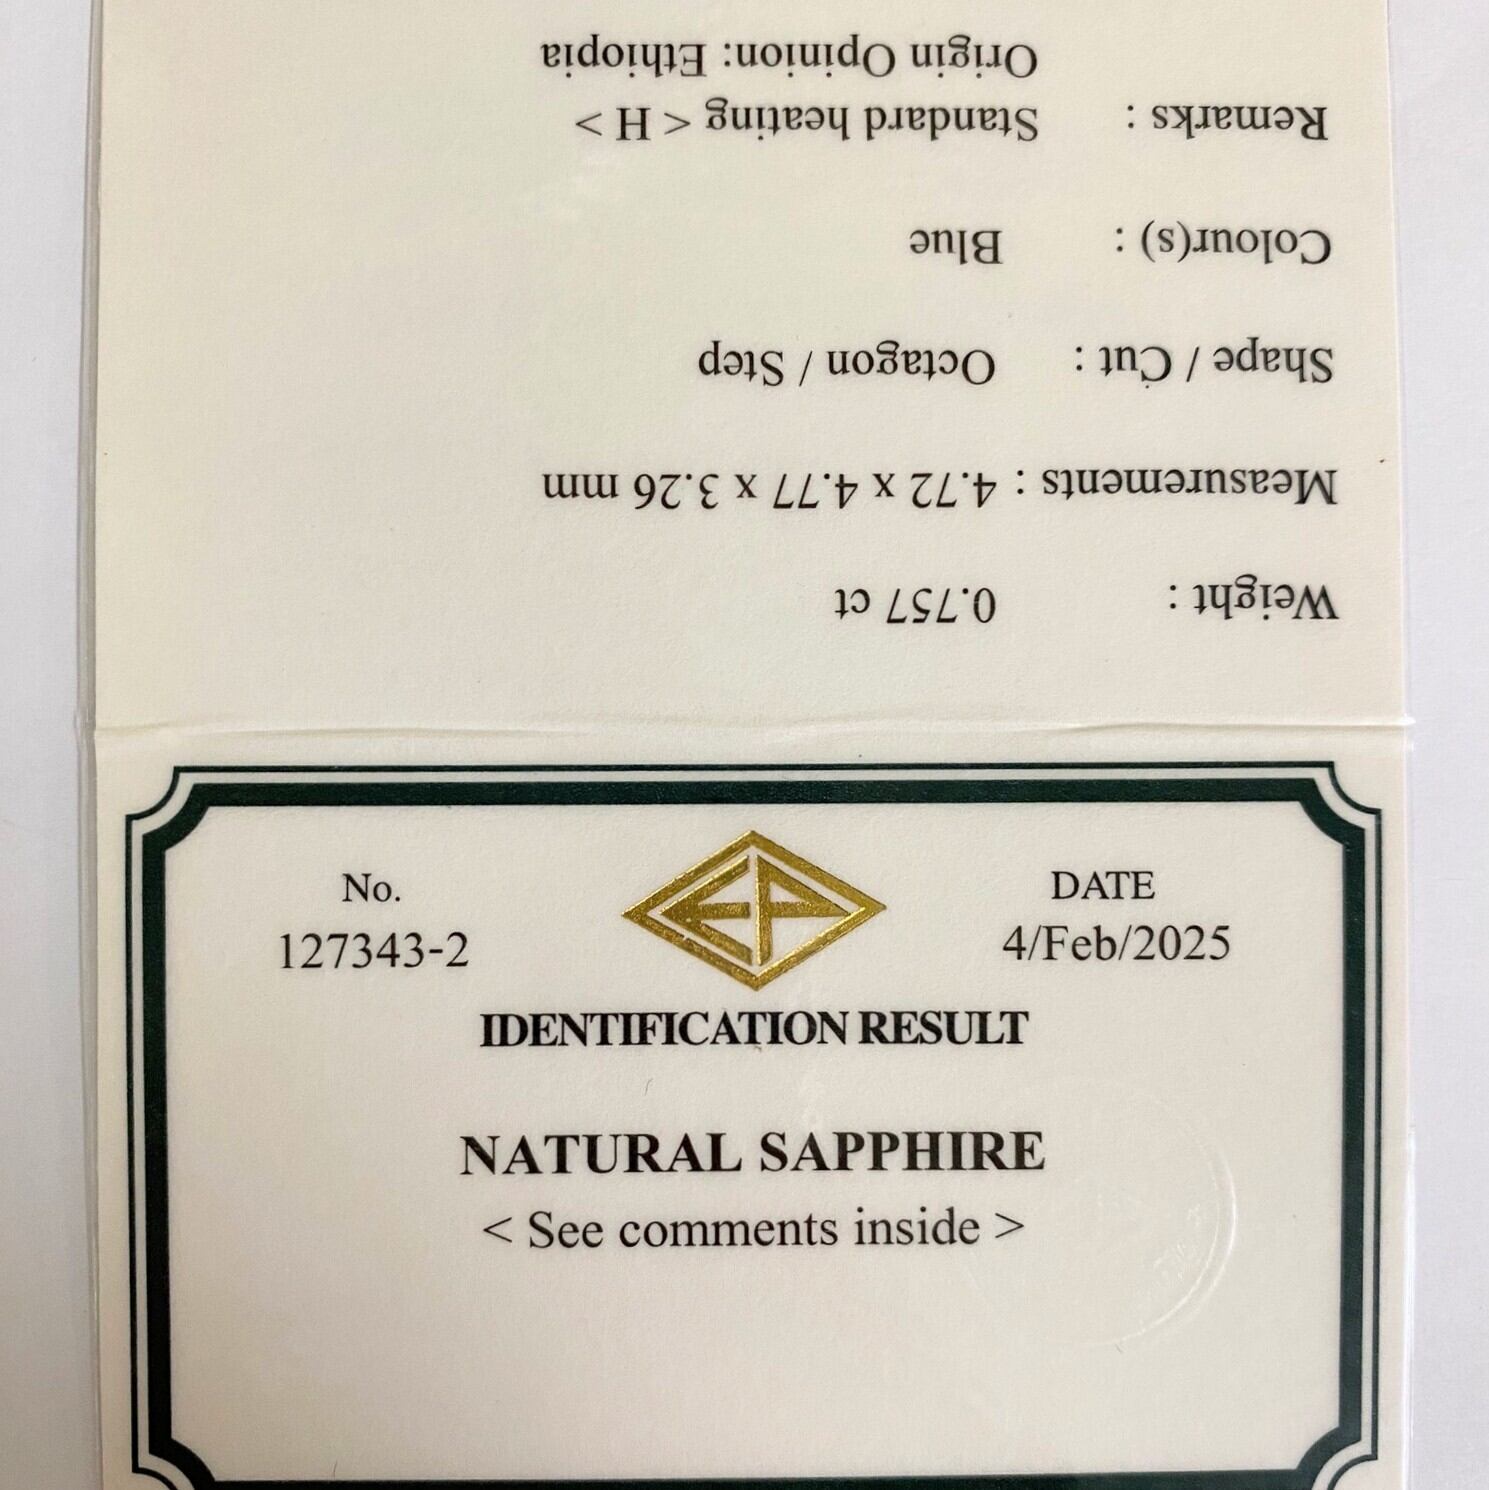 Weight : 0.757 ct
Measurements : 4.72 x 4.77 x 3.26 mm
Shape / Cut : Octagon / Step
Colour(s) : Blue
Remarks : Standard heating < H >
Origin Opinion: Ethiopia
No.
127343-2
DATE
4/Feb/2025
IDENTIFICATION RESULT
NATURAL SAPPHIRE
< See comments inside >